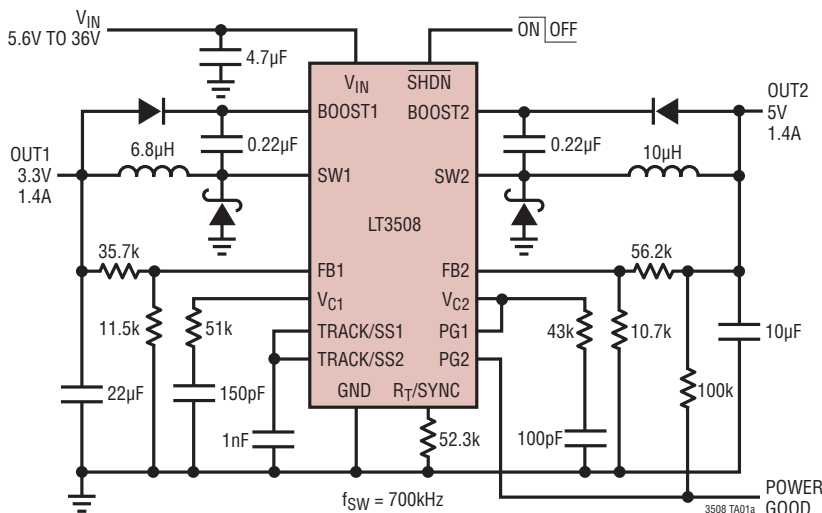 VIN
5.6V TO 36V
ON OFF
4.7µF
VIN
SHDN
OUT2
5V
1.4A
BOOST1
BOOST2
OUT1
3.3V
1.4A
6.8µH
0.22µF
0.22µF
10µH
SW1
SW2
LT3508
35.7k
FB1
FB2
56.2k
VC1
VC2
11.5k
51k
TRACK/SS1
PG1
43k
10.7k
10µF
TRACK/SS2
PG2
22µF
150pF
GND
RT/SYNC
100k
1nF
52.3k
100pF
fSW = 700kHz
POWER
GOOD
3508 TA01a